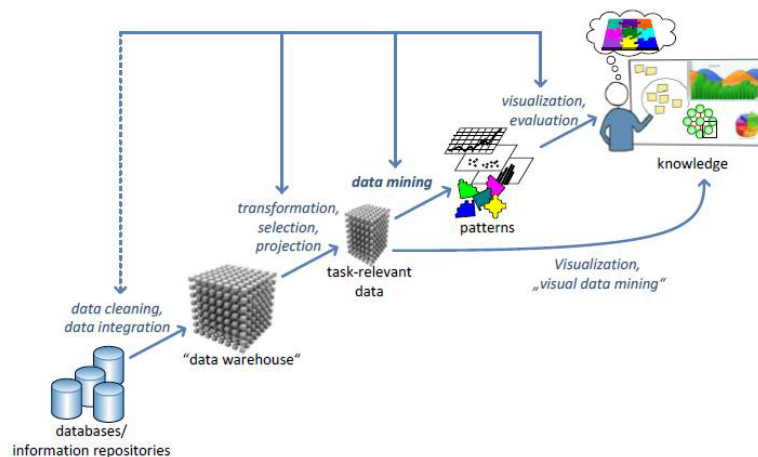 visualization,
evaluation
knowledge
data mining
patterns
transformation,
selection,
projection
task-relevant
data
Visualization,
„visual data mining“
data cleaning,
data integration
“data warehouse“
databases/
information repositories